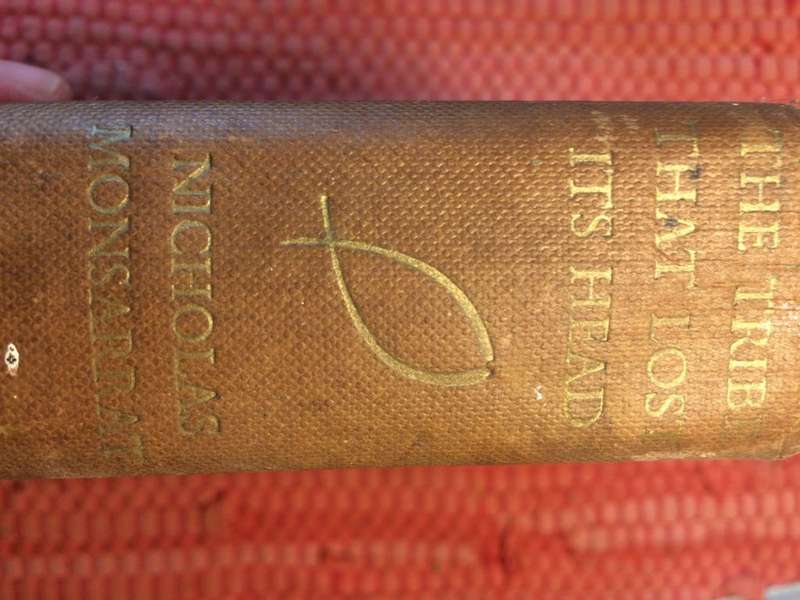 THE TRIB
THAT LOS
ITS HEAD
NICHOLAS
MONSARRAT